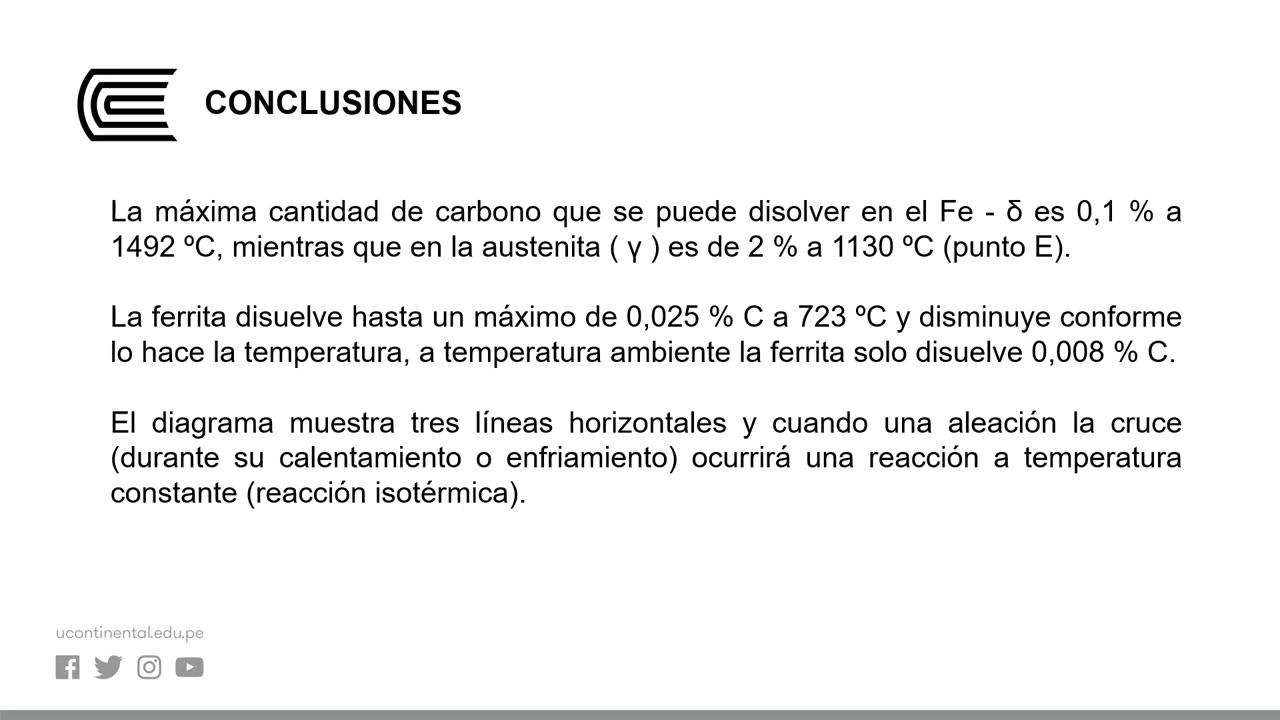 CONCLUSIONES
La máxima cantidad de carbono que se puede disolver en el Fe - δ es 0,1 % a
1492 ºC, mientras que en la austenita ( γ ) es de 2 % a 1130 ºC (punto E).
La ferrita disuelve hasta un máximo de 0,025 % C a 723 ºC y disminuye conforme
lo hace la temperatura, a temperatura ambiente la ferrita solo disuelve 0,008 % C.
El diagrama muestra tres líneas horizontales y cuando una aleación la cruce
(durante su calentamiento o enfriamiento) ocurrirá una reacción a temperatura
constante (reacción isotérmica).
ucontinental.edu.pe